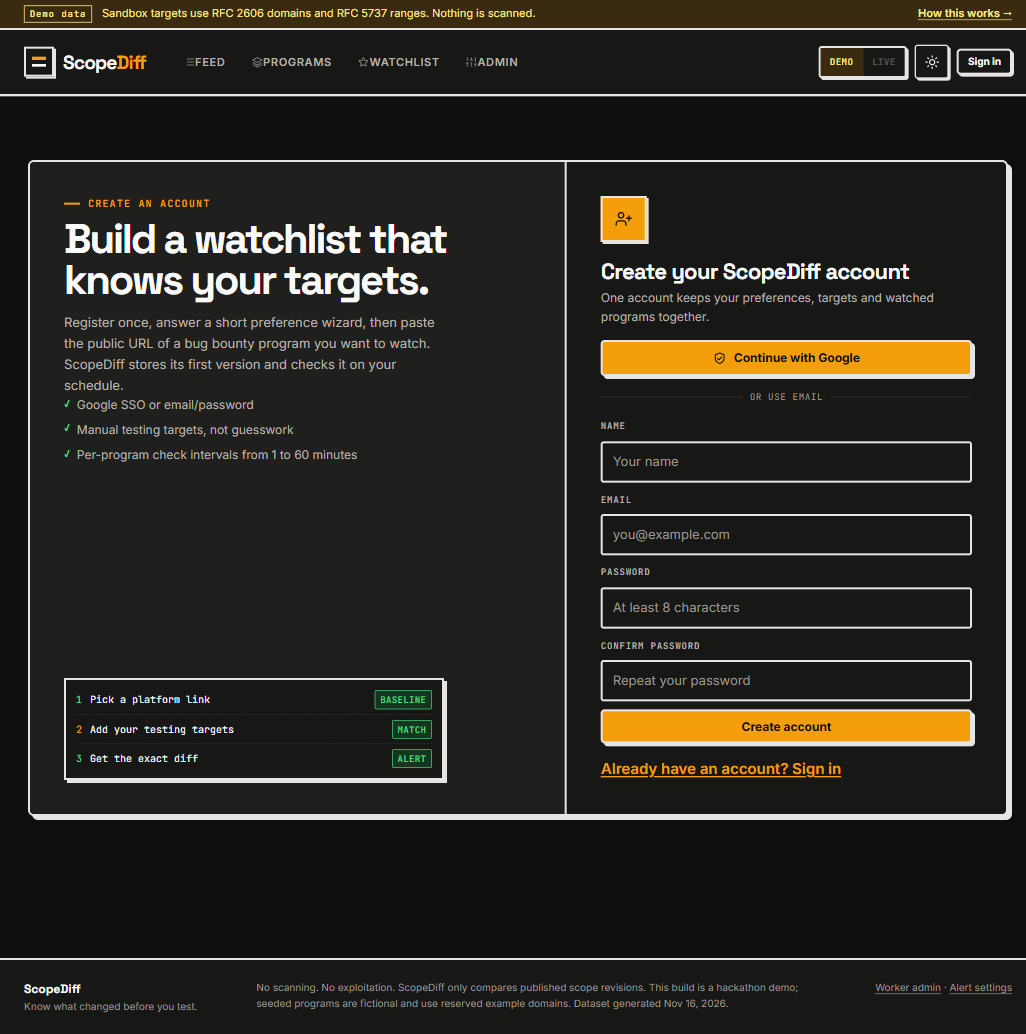 Demo data Sandbox targets use RFC 2606 domains and RFC 5737 ranges. Nothing is scanned. How this works →
ScopeDiff FEED PROGRAMS WATCHLIST ADMIN DEMO LIVE Sign in
CREATE AN ACCOUNT
Build a watchlist that
knows your targets.
Register once, answer a short preference wizard, then paste
the public URL of a bug bounty program you want to watch.
ScopeDiff stores its first version and checks it on your
schedule.
✓ Google SSO or email/password
✓ Manual testing targets, not guesswork
✓ Per-program check intervals from 1 to 60 minutes
1 Pick a platform link BASELINE
2 Add your testing targets MATCH
3 Get the exact diff ALERT
Create your ScopeDiff account
One account keeps your preferences, targets and watched
programs together.
Continue with Google
OR USE EMAIL
NAME
Your name
EMAIL
you@example.com
PASSWORD
At least 8 characters
CONFIRM PASSWORD
Repeat your password
Create account
Already have an account? Sign in
ScopeDiff
Know what changed before you test.
No scanning. No exploitation. ScopeDiff only compares published scope revisions. This build is a hackathon demo;
seeded programs are fictional and use reserved example domains. Dataset generated Nov 16, 2026.
Worker admin · Alert settings